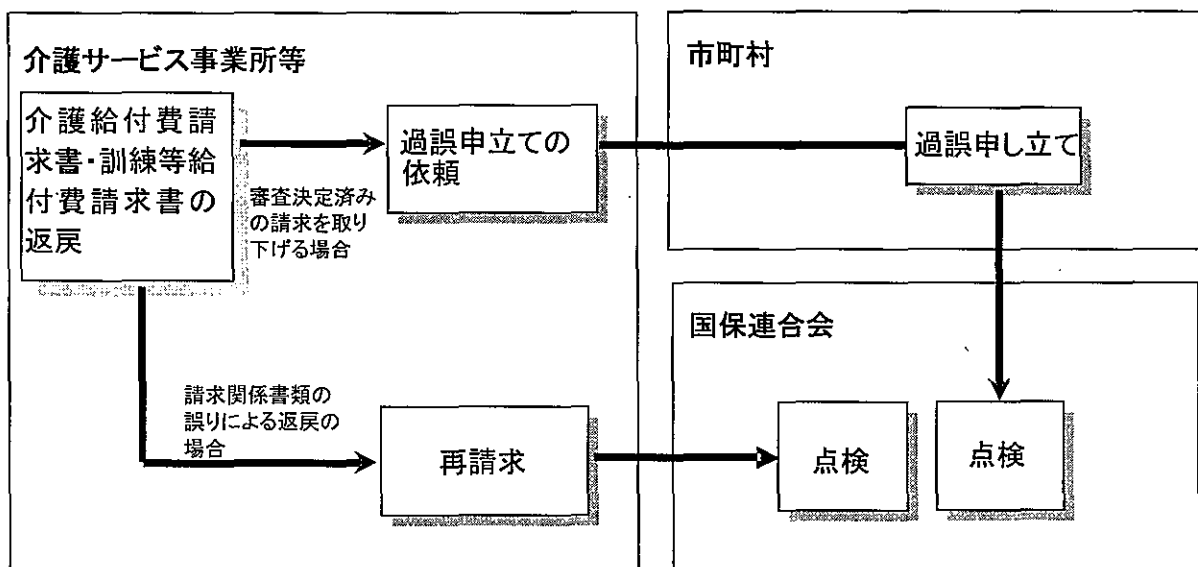 介護サービス事業所等
介護給付費請
求書・訓練等給
付費請求書の
返戻
審査決定済み
の請求を取り
下げる場合
過誤申立ての
依頼
請求関係書類の
誤りによる返戻の
場合
再請求
市町村
過誤申し立て
国保連合会
点検
点検